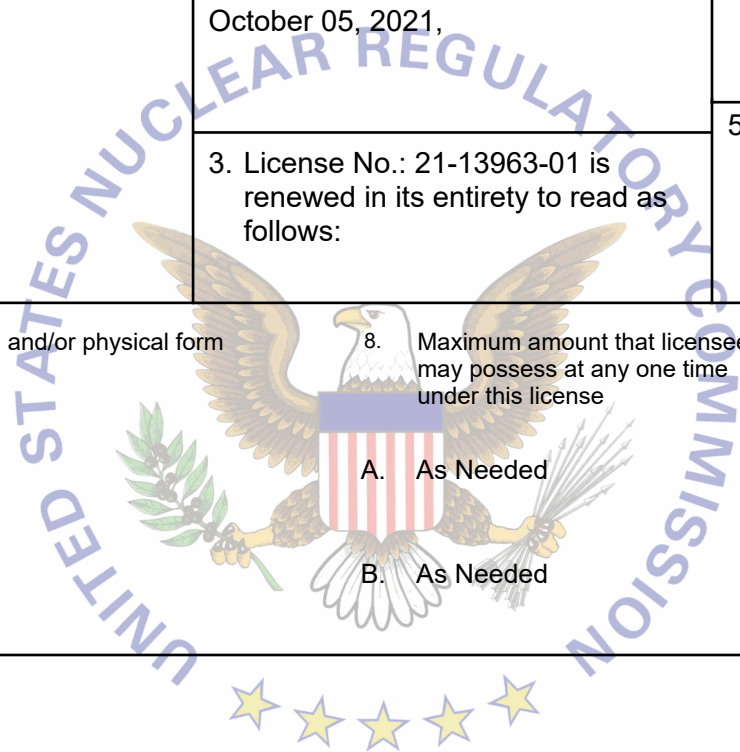 October 05, 2021,
5
3. License No.: 21-13963-01 is
renewed in its entirety to read as
follows:
and/or physical form
8. Maximum amount that licensee
may possess at any one time
under this license
A. As Needed
B. As Needed
UNITED STATES NUCLEAR REGULATORY COMMISSION